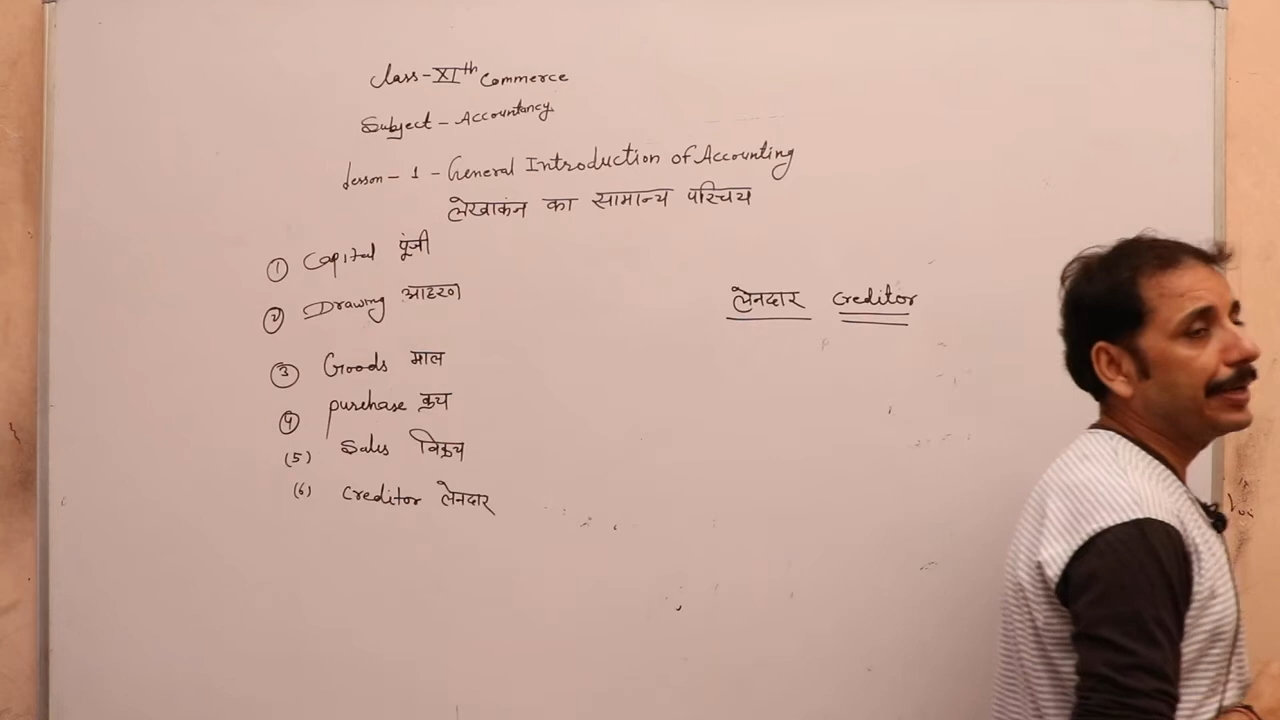 Class - XIth Commerce
Subject - Accountancy.
Lesson - 1 - General Introduction of Accounting
लेखाकंन का सामान्य परिचय
① Capital पूंजी
② Drawing आहरण
③ Goods माल
④ purchase क्रय
(5) Sales विक्रय
(6) Creditor लेनदार
लेनदार Creditor